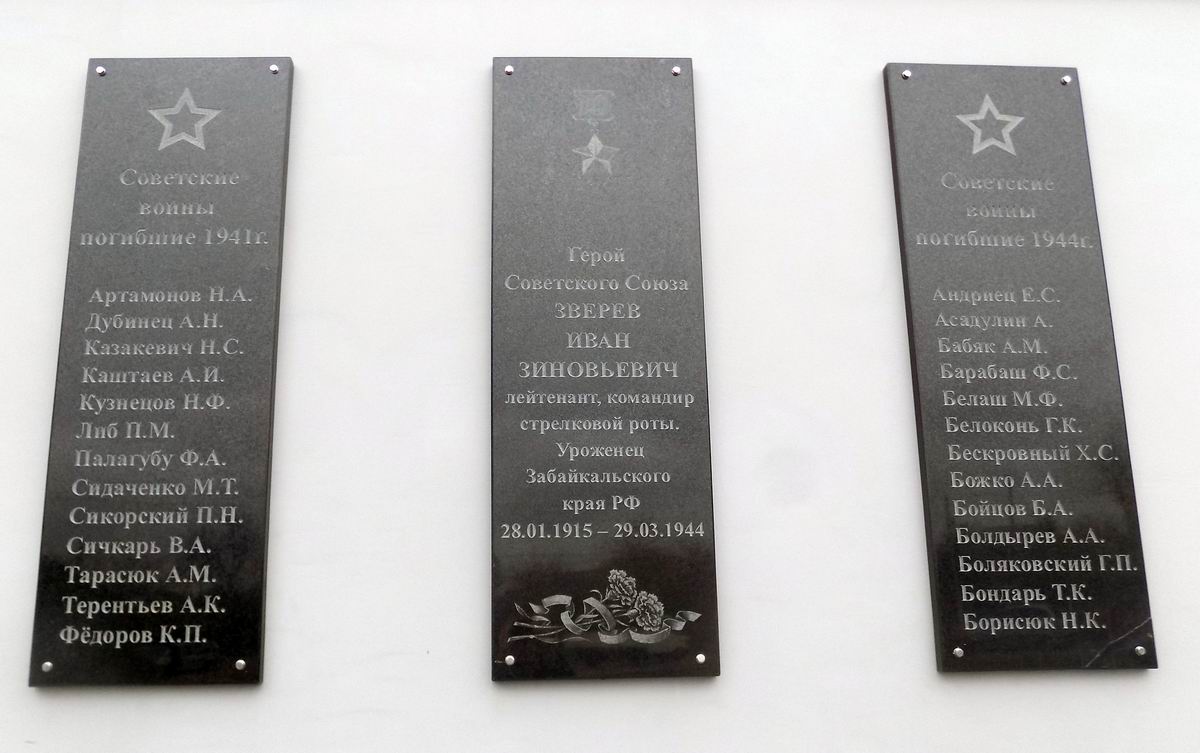 Советские
воины
погибшие 1941г.
Артамонов Н.А.
Дубинец А.Н.
Казакевич Н.С.
Каштаев А.И.
Кузнецов Н.Ф.
Либ П.М.
Палагубу Ф.А.
Сидаченко М.Т.
Сикорский П.Н.
Сичкарь В.А.
Тарасюк А.М.
Терентьев А.К.
Фёдоров К.П.
Герой
Советского Союза
ЗВЕРЕВ
ИВАН
ЗИНОВЬЕВИЧ
лейтенант, командир
стрелковой роты.
Уроженец
Забайкальского
края РФ
28.01.1915 – 29.03.1944
Советские
воины
погибшие 1944г.
Андриец Е.С.
Асадулин А.
Бабяк А.М.
Барабаш Ф.С.
Белаш М.Ф.
Белоконь Г.К.
Бескровный Х.С.
Божко А.А.
Бойцов Б.А.
Болдырев А.А.
Боляковский Г.П.
Бондарь Т.К.
Борисюк Н.К.